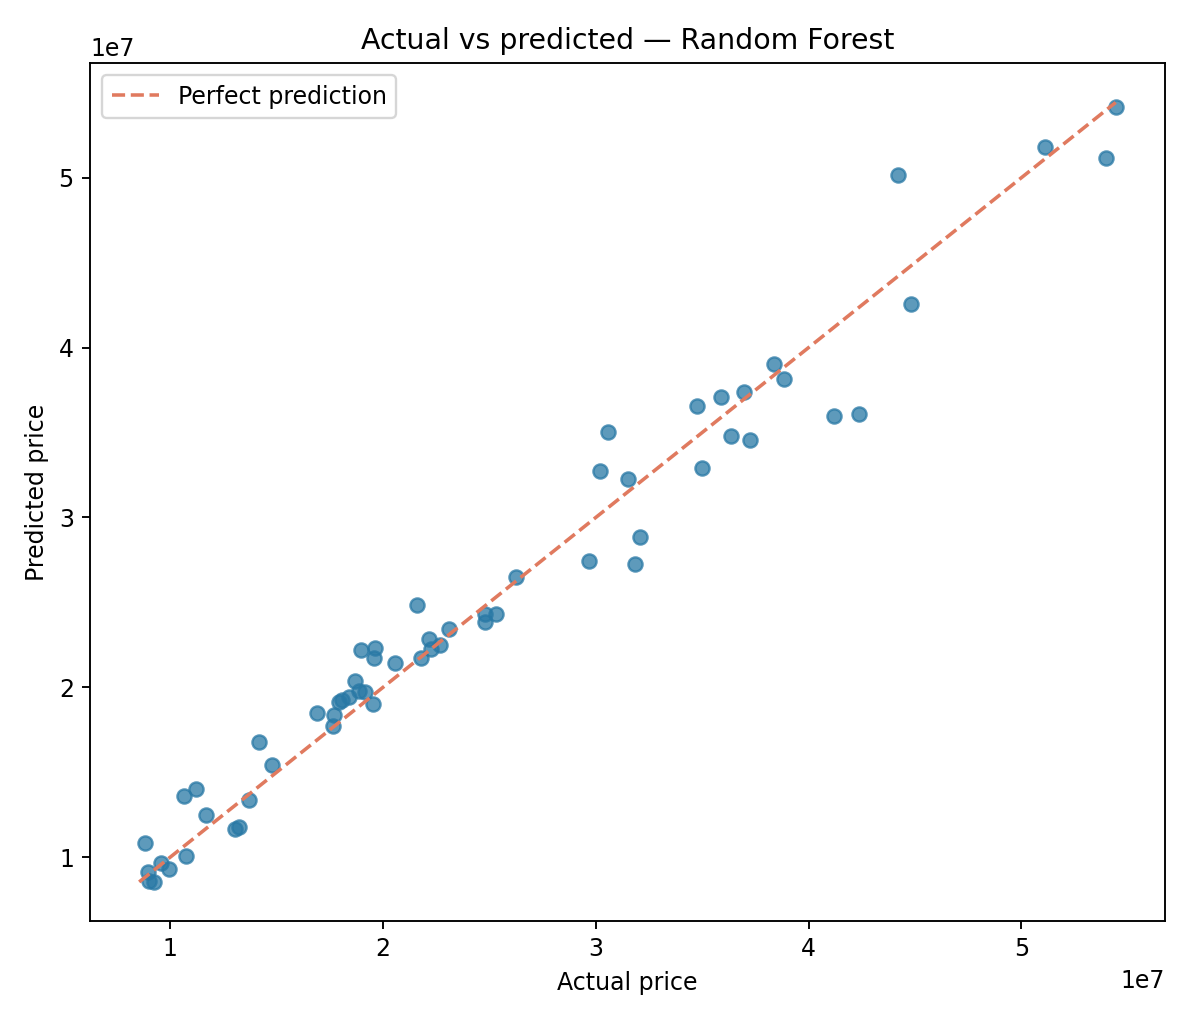 Actual vs predicted — Random Forest
1e7
Perfect prediction
5
4
3
2
1
Predicted price
1 2 3 4 5
Actual price
1e7